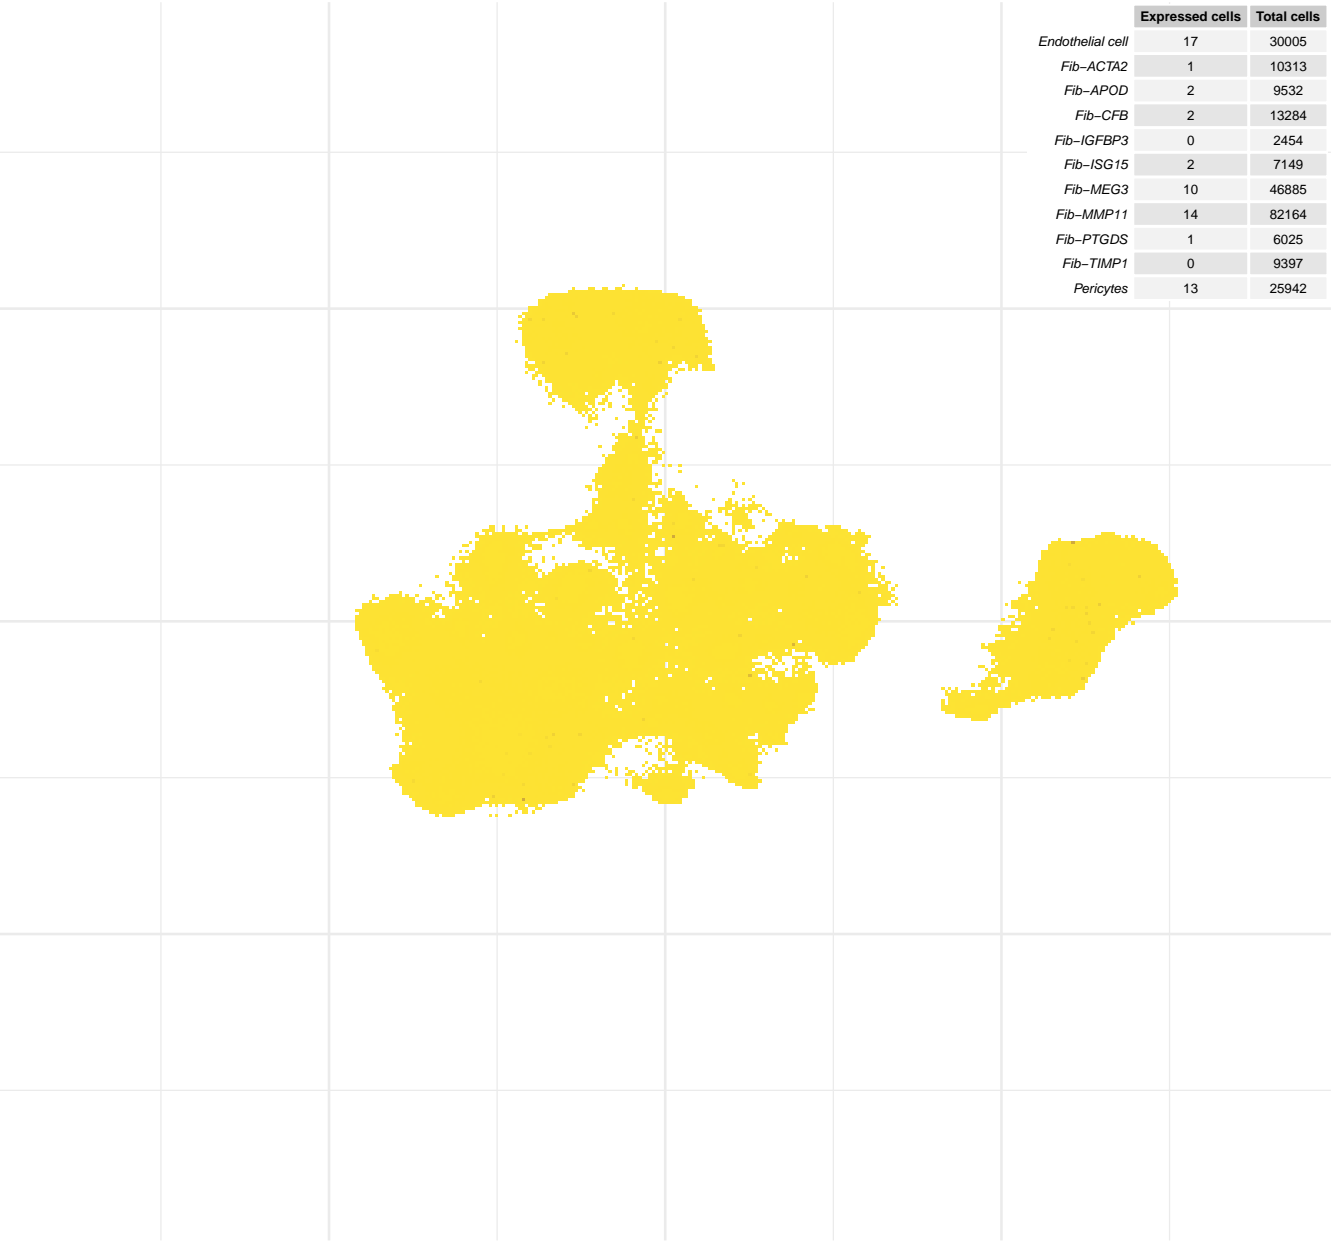 Expressed cells Total cells
Endothelial cell 17 30005
Fib−ACTA2 1 10313
Fib−APOD 2 9532
Fib−CFB 2 13284
Fib−IGFBP3 0 2454
Fib−ISG15 2 7149
Fib−MEG3 10 46885
Fib−MMP11 14 82164
Fib−PTGDS 1 6025
Fib−TIMP1 0 9397
Pericytes 13 25942